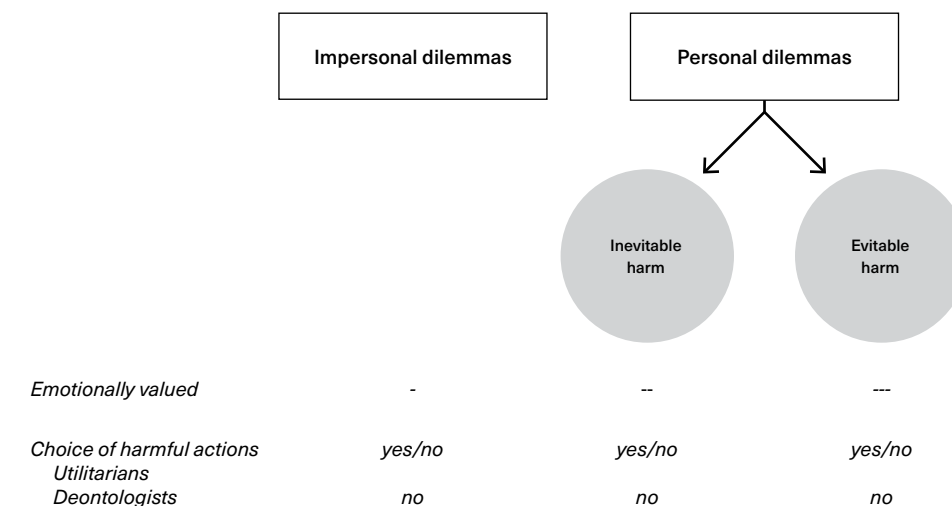 Impersonal dilemmas
Personal dilemmas
Inevitable
harm
Evitable
harm
Emotionally valued - -- ---
Choice of harmful actions yes/no yes/no yes/no
Utilitarians
Deontologists no no no